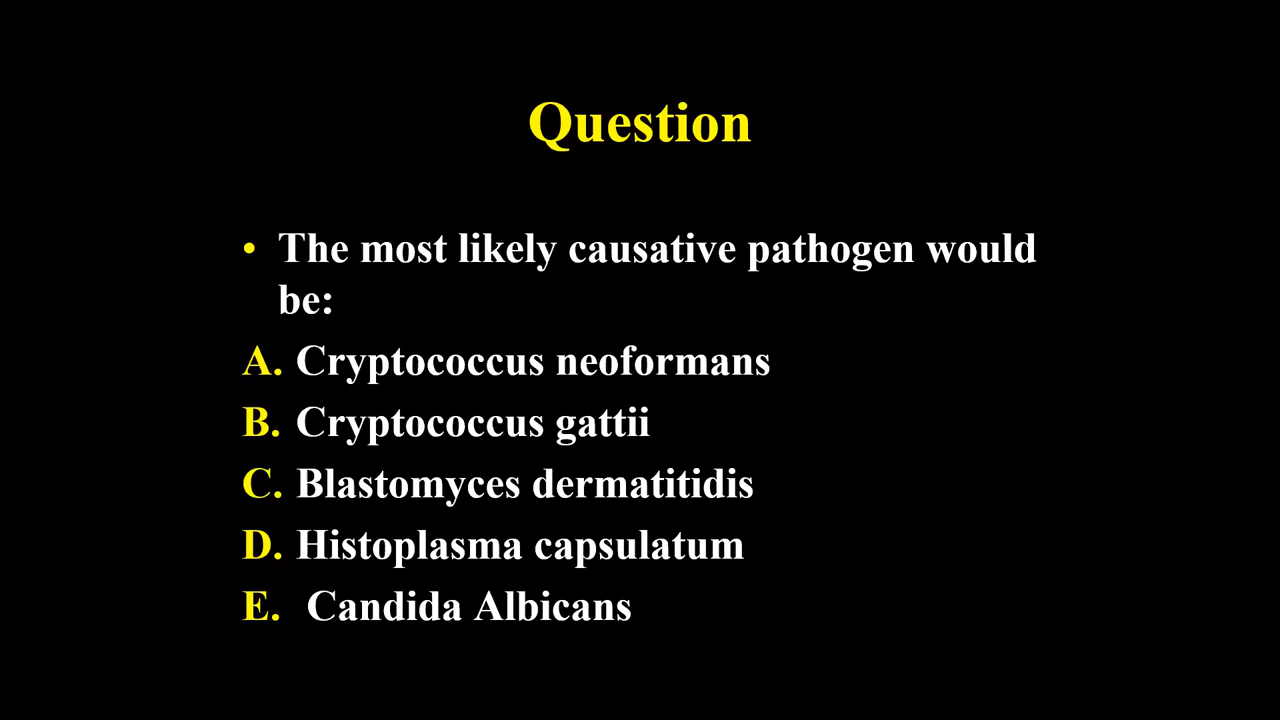 Question
• The most likely causative pathogen would
be:
A. Cryptococcus neoformans
B. Cryptococcus gattii
C. Blastomyces dermatitidis
D. Histoplasma capsulatum
E. Candida Albicans